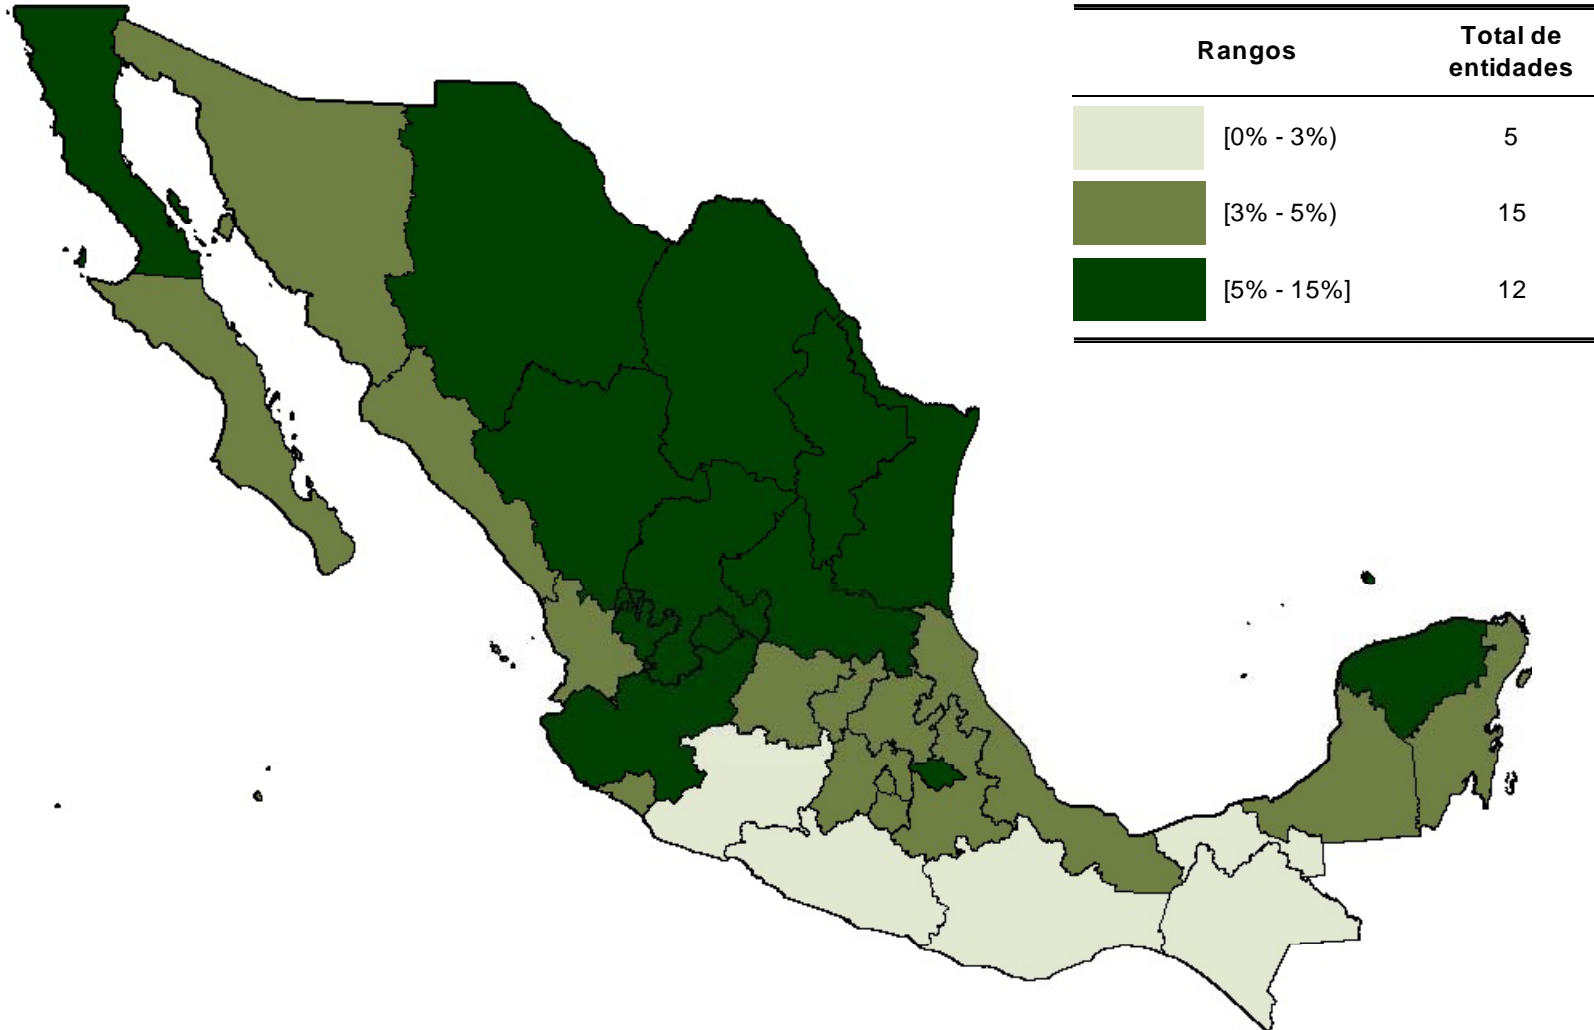 Rangos
Total de
entidades
[0% - 3%) 5
[3% - 5%) 15
[5% - 15%] 12